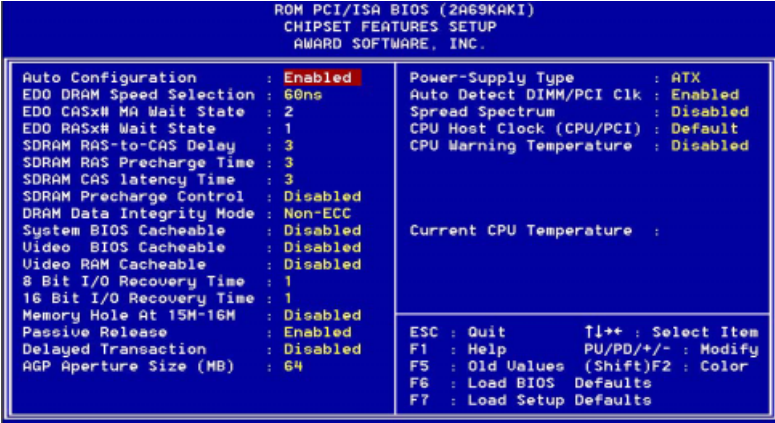 ROM PCI/ISA BIOS (2A69KAKI)
CHIPSET FEATURES SETUP
AWARD SOFTWARE, INC.
Auto Configuration : Enabled
EDO DRAM Speed Selection : 60ns
EDO CASx# MA Wait State : 2
EDO RASx# Wait State : 1
SDRAM RAS-to-CAS Delay : 3
SDRAM RAS Precharge Time : 3
SDRAM CAS latency Time : 3
SDRAM Precharge Control : Disabled
DRAM Data Integrity Mode : Non-ECC
System BIOS Cacheable : Disabled
Video BIOS Cacheable : Disabled
Video RAM Cacheable : Disabled
8 Bit I/O Recovery Time : 1
16 Bit I/O Recovery Time : 1
Memory Hole At 15M-16M : Disabled
Passive Release : Enabled
Delayed Transaction : Disabled
AGP Aperture Size (MB) : 64
Power-Supply Type : ATX
Auto Detect DIMM/PCI Clk : Enabled
Spread Spectrum : Disabled
CPU Host Clock (CPU/PCI) : Default
CPU Warning Temperature : Disabled
Current CPU Temperature :
ESC : Quit ↑↓→← : Select Item
F1 : Help PU/PD/+/- : Modify
F5 : Old Values (Shift)F2 : Color
F6 : Load BIOS Defaults
F7 : Load Setup Defaults